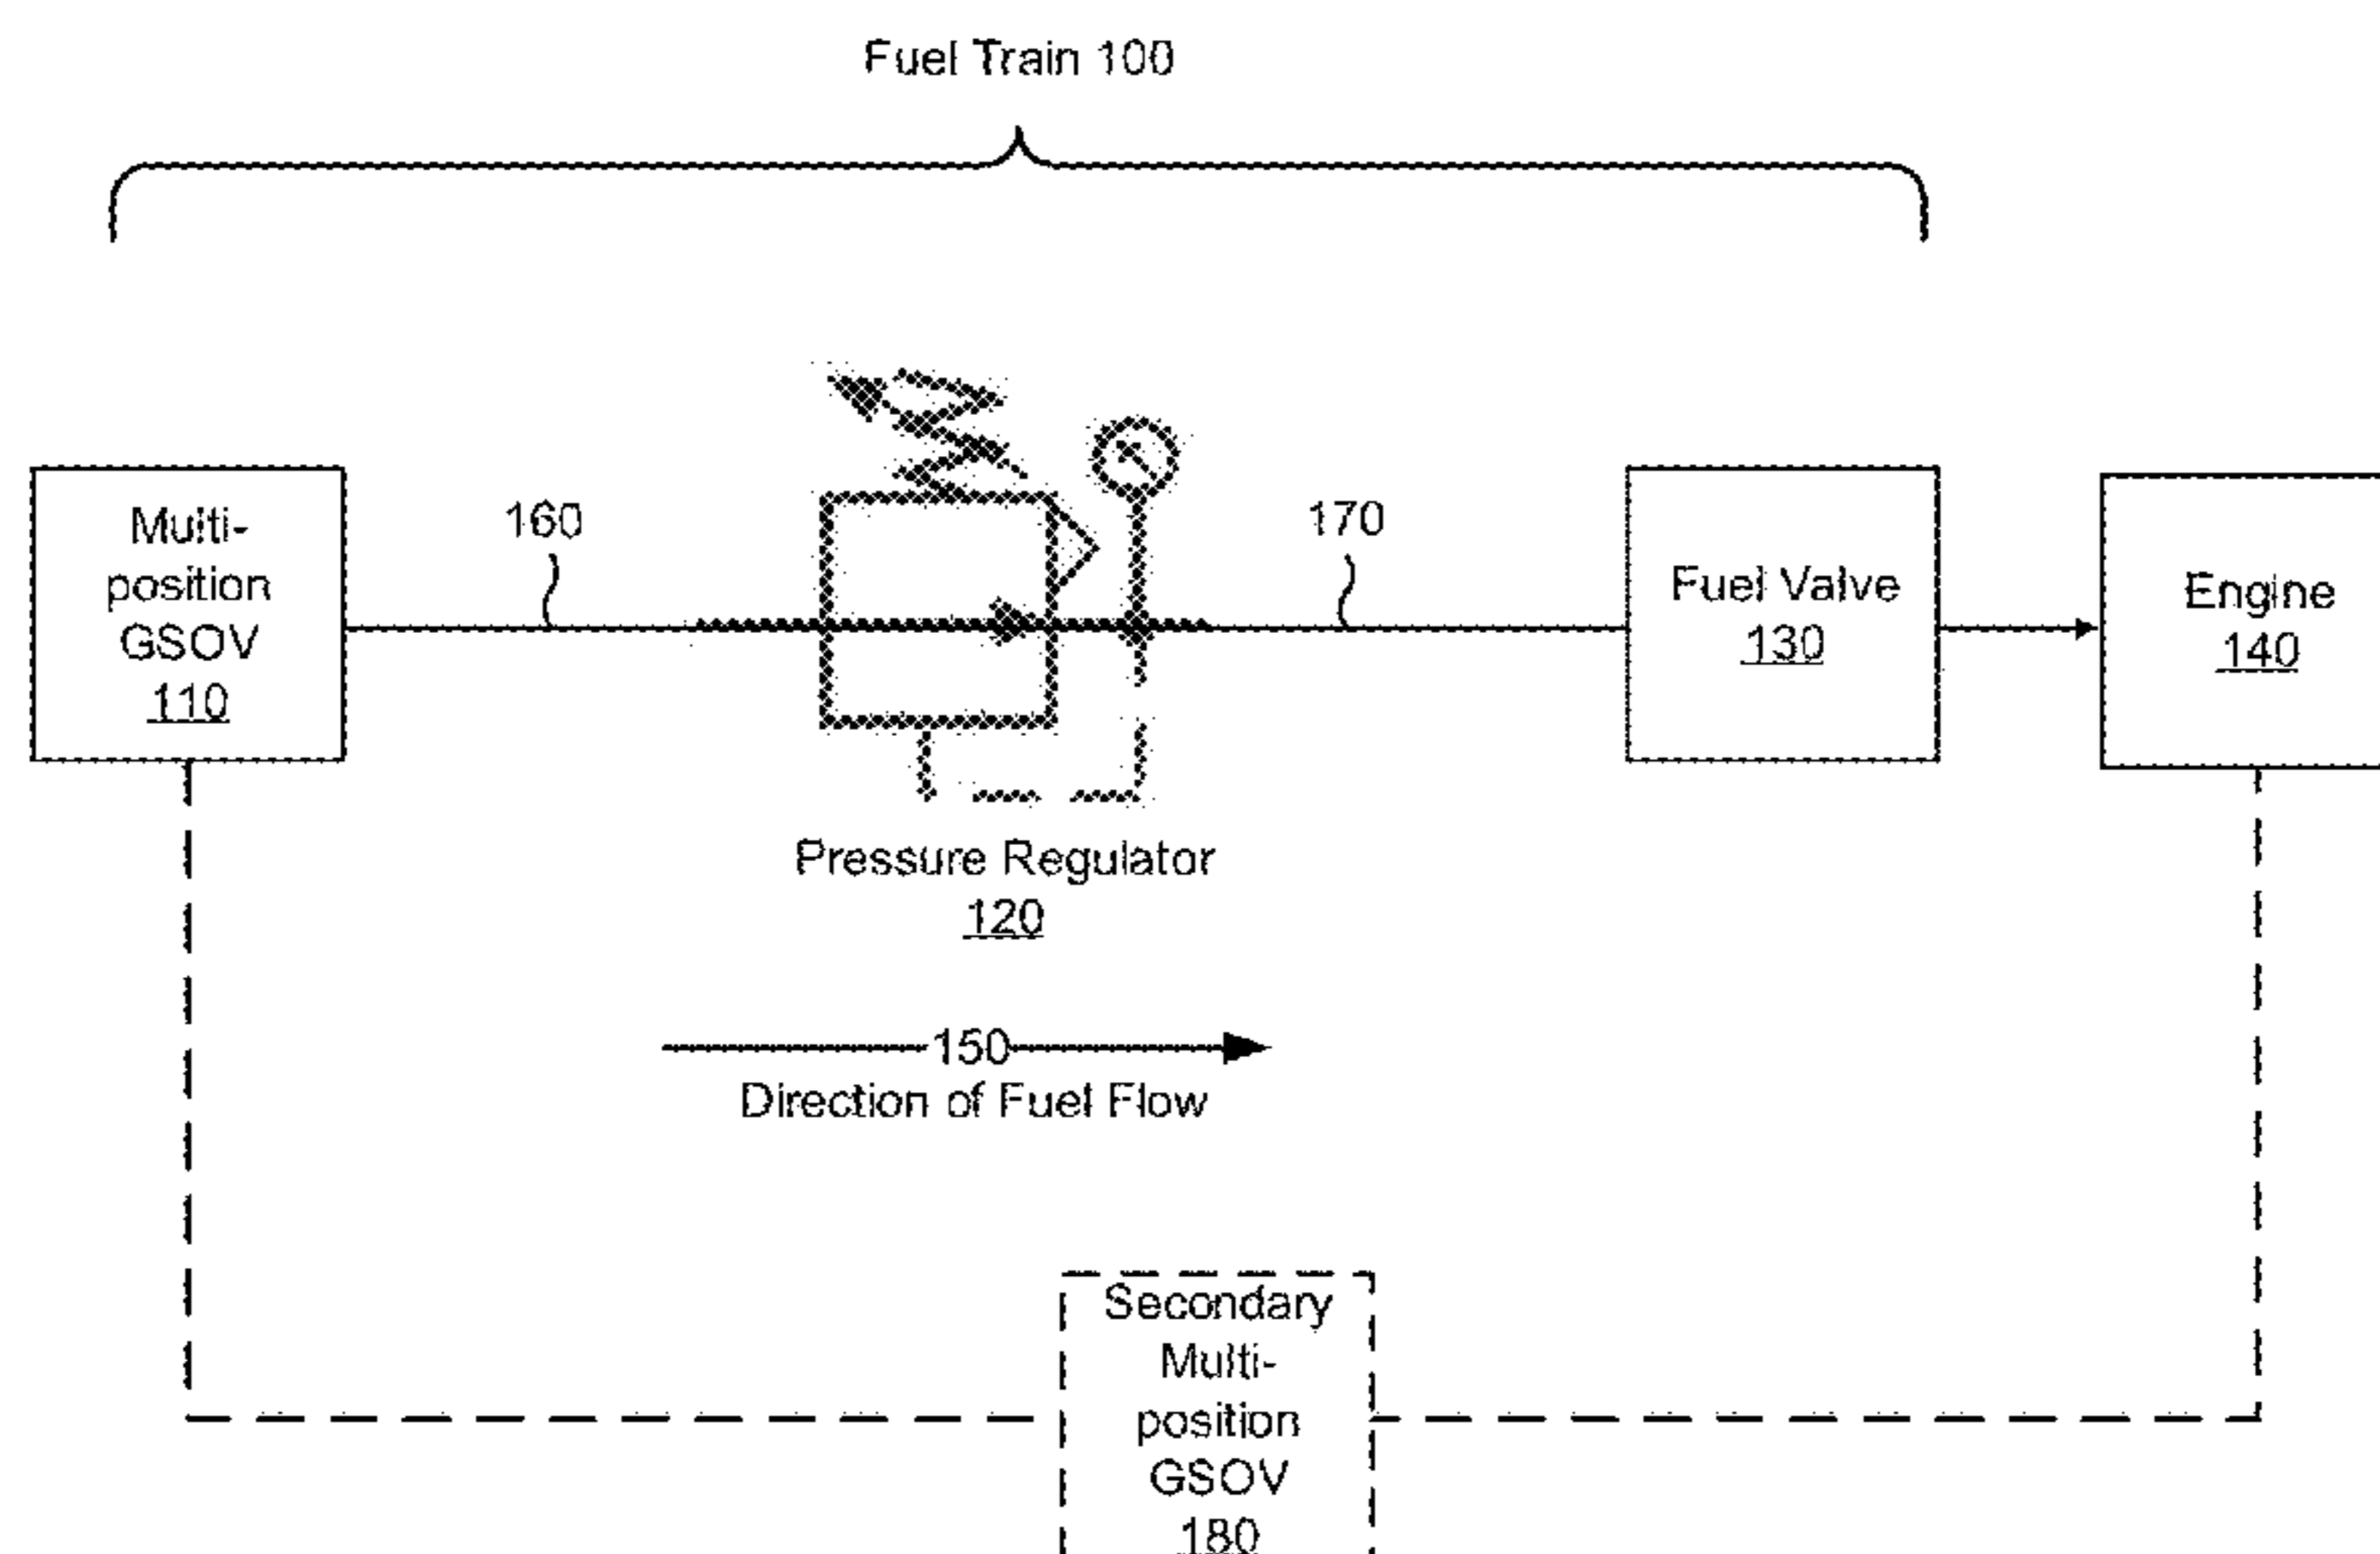 Fuel Train 100
Multi-
position
GSOV
110
160
170
Fuel Valve
130
Engine
140
Pressure Regulator
120
150
Direction of Fuel Flow
Secondary
Multi-
position
GSOV
180